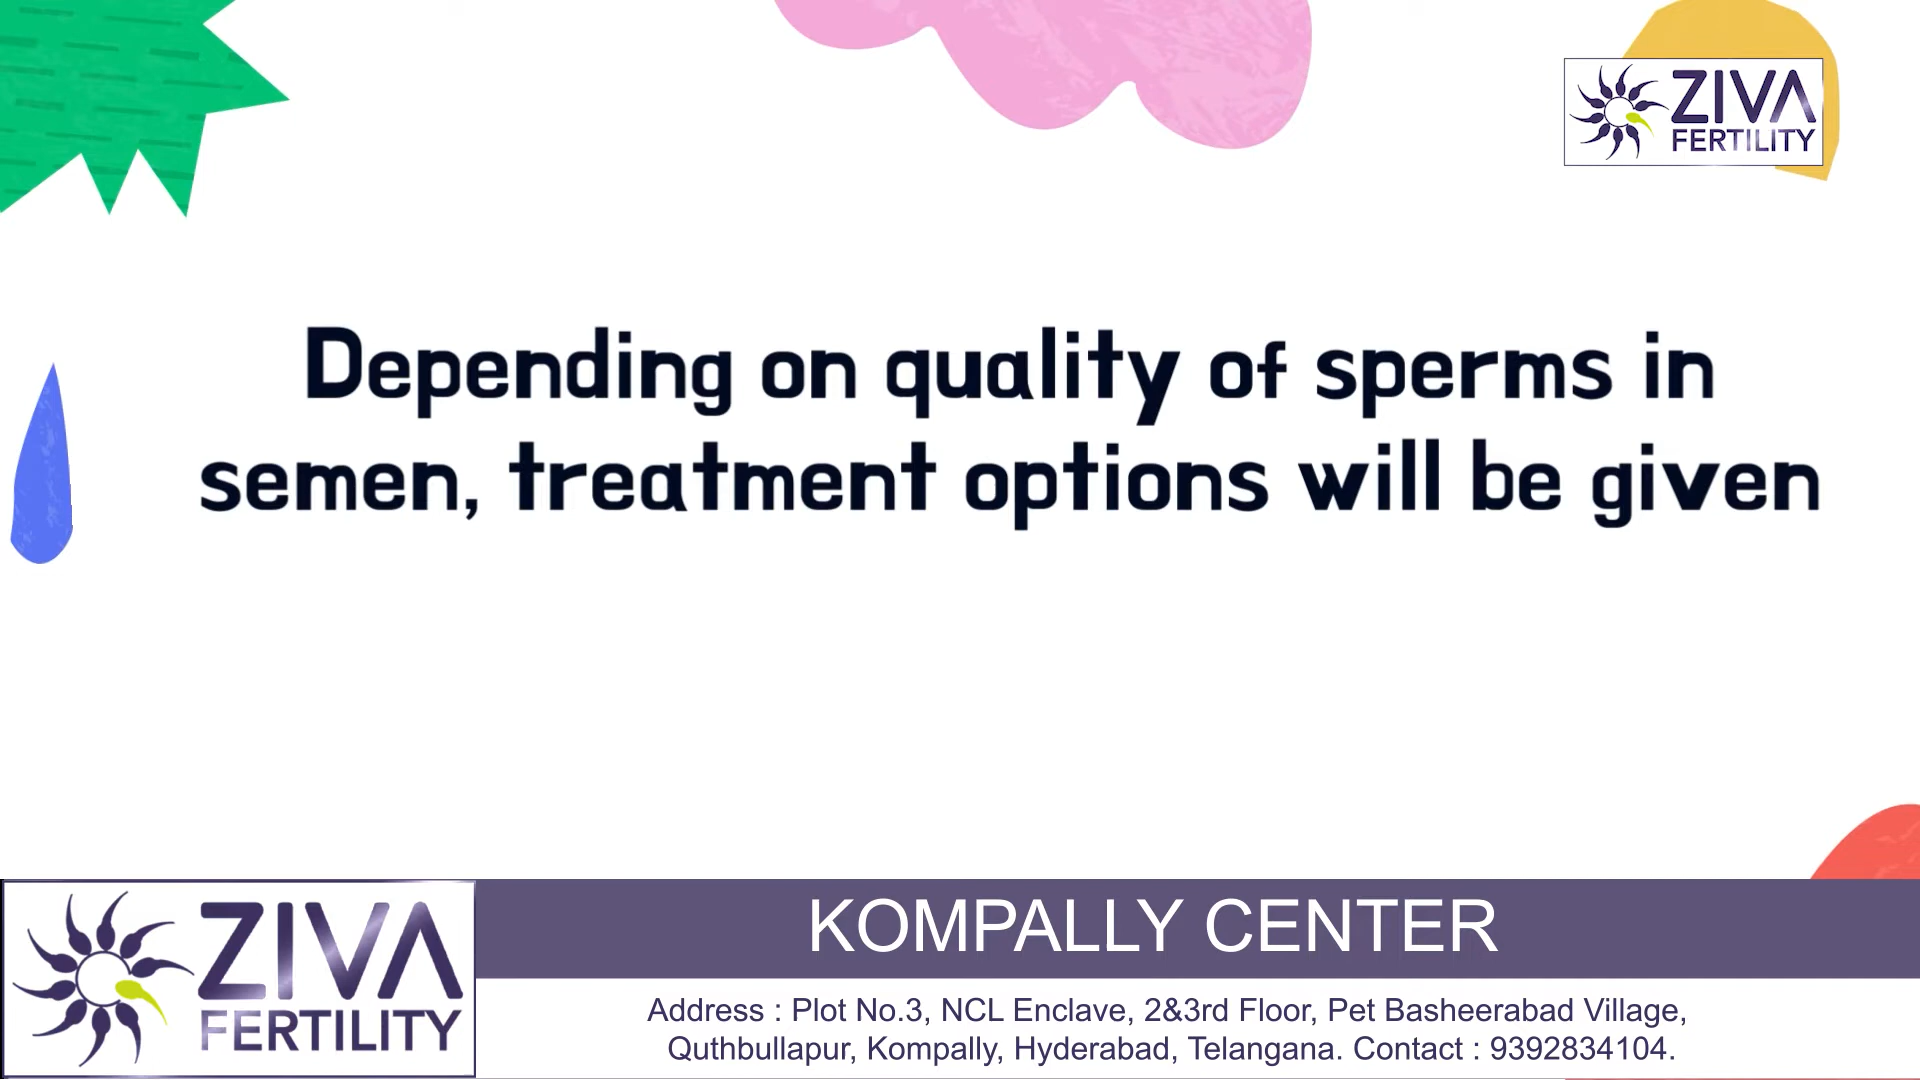 ZIVA
FERTILITY
Depending on quality of sperms in
semen, treatment options will be given
ZIVA
FERTILITY
KOMPALLY CENTER
Address : Plot No.3, NCL Enclave, 2&3rd Floor, Pet Basheerabad Village,
Quthbullapur, Kompally, Hyderabad, Telangana. Contact : 9392834104.